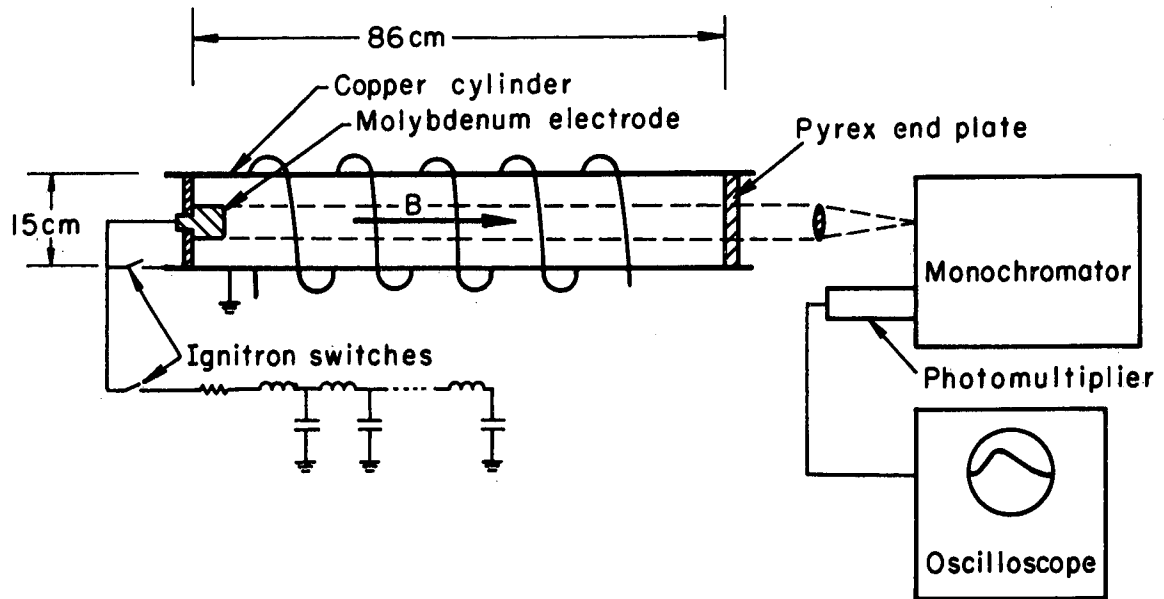 86cm
Copper cylinder
Molybdenum electrode
Pyrex end plate
15cm
B
Monochromator
Ignitron switches
Photomultiplier
Oscilloscope